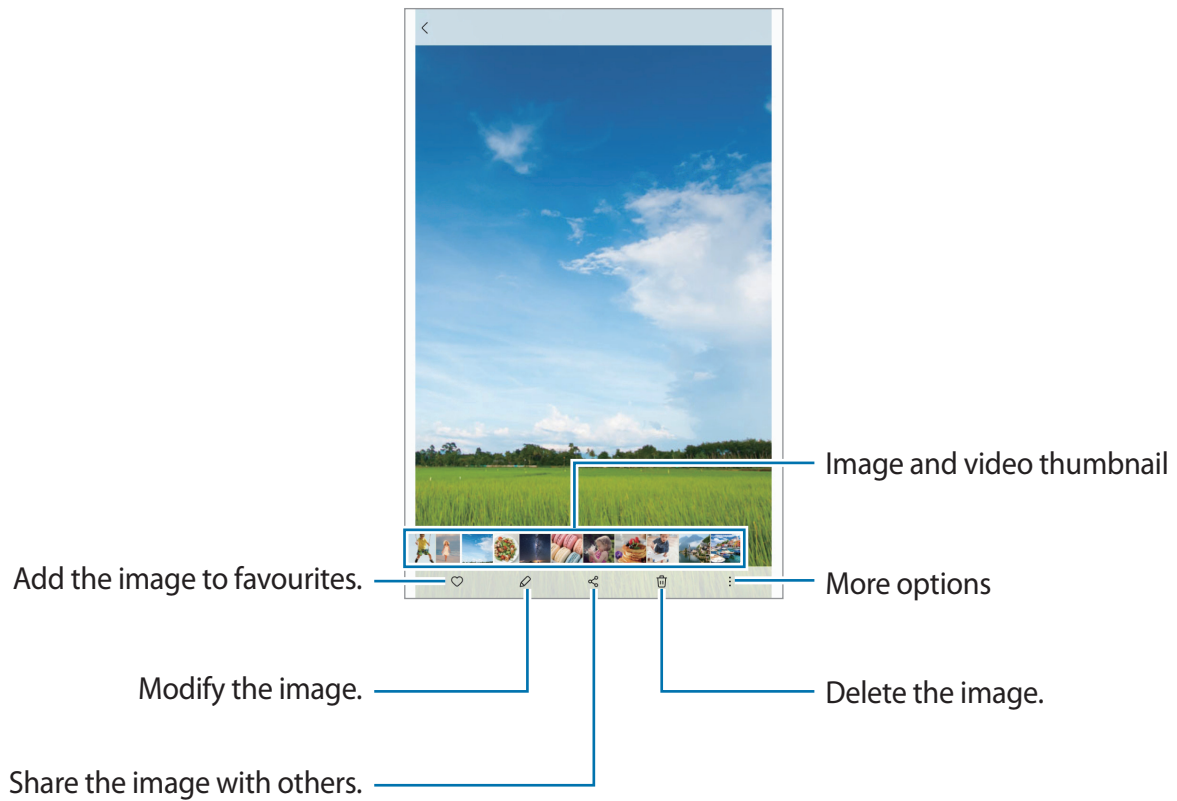 Image and video thumbnail
Add the image to favourites.
More options
Modify the image.
Delete the image.
Share the image with others.